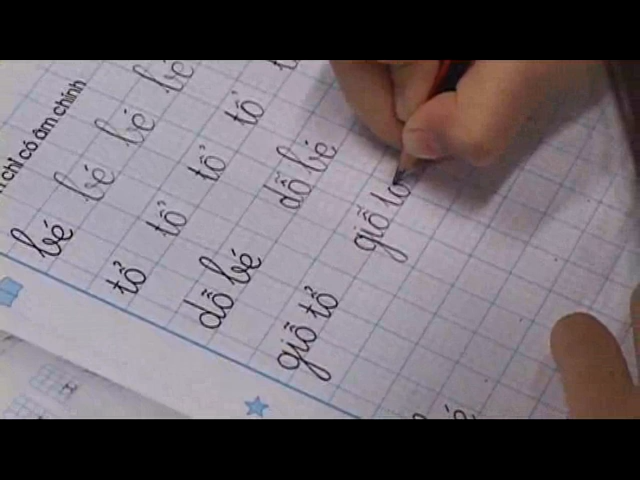 chỉ có âm chính
bé bé bé bé
tổ tổ tổ tổ
dỗ bé dỗ bé
giỗ tổ giỗ to